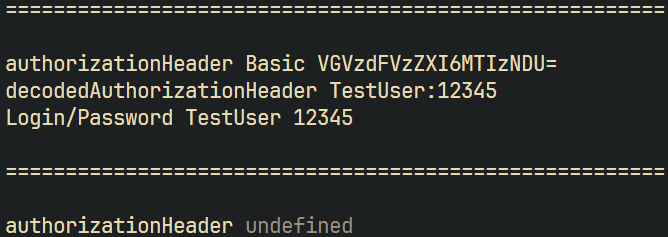 =======================================================
authorizationHeader Basic VGVzdFVzZXI6MTIzNDU=
decodedAuthorizationHeader TestUser:12345
Login/Password TestUser 12345
=======================================================
authorizationHeader undefined